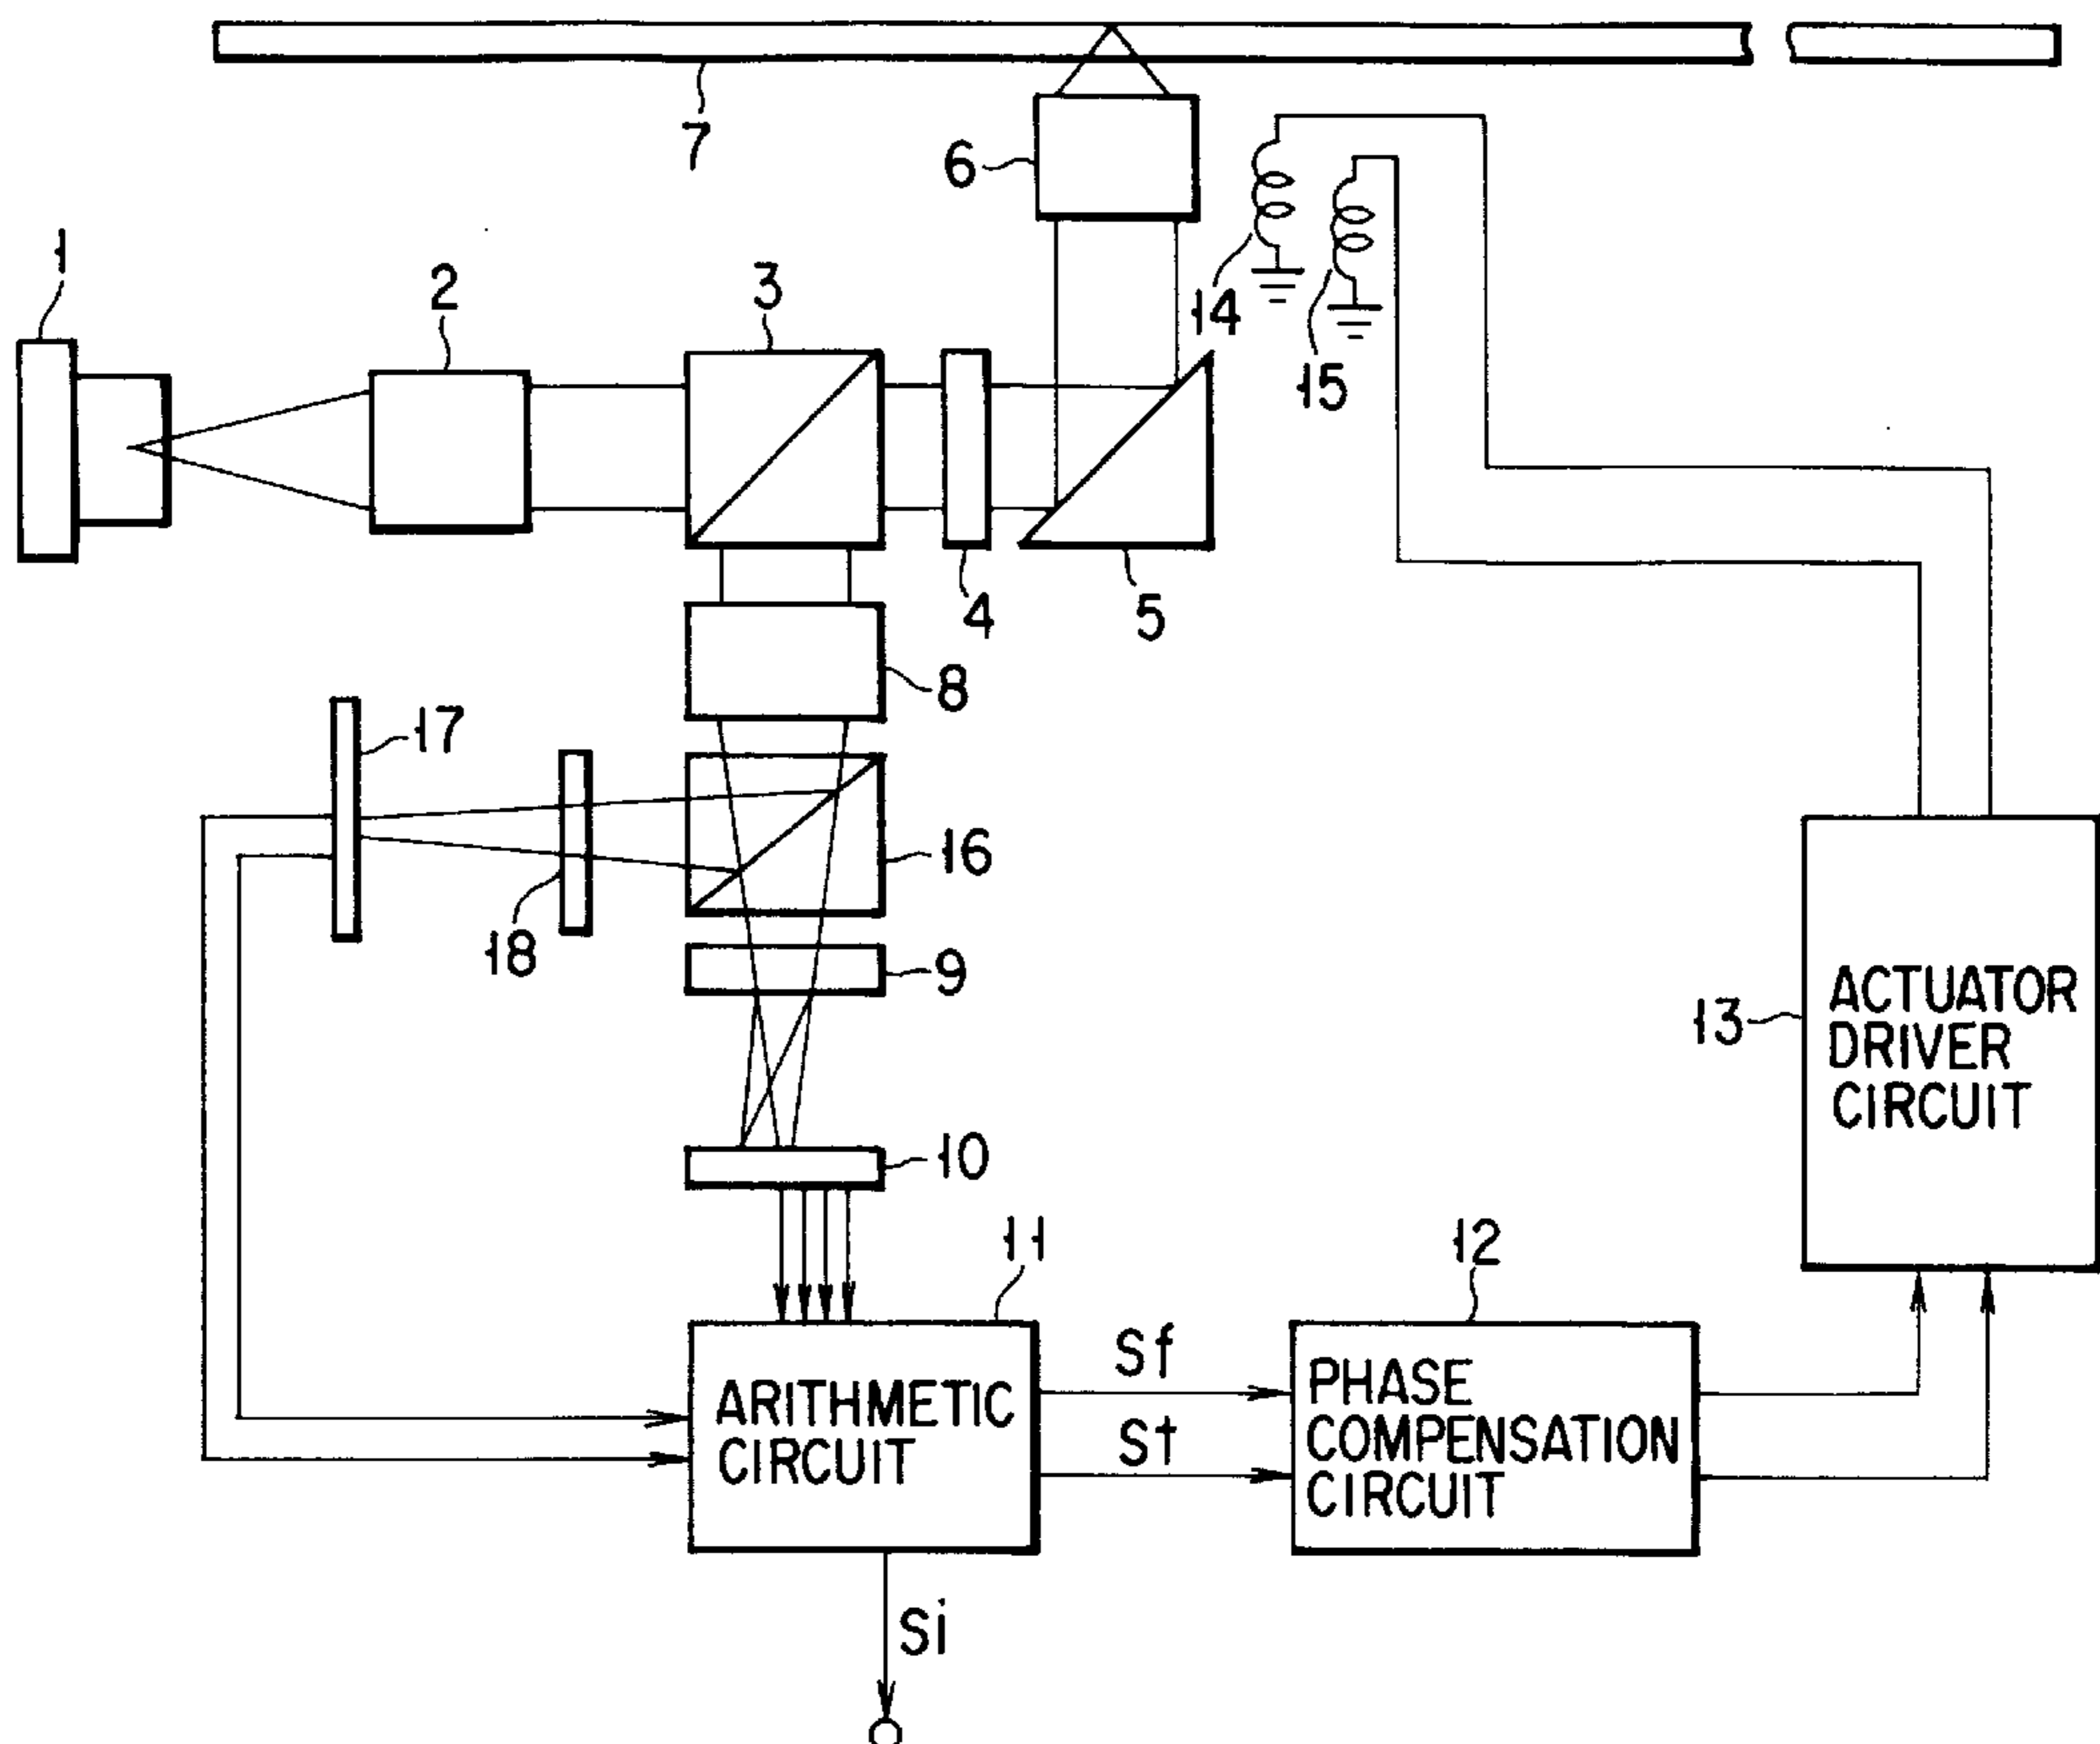 7
6
1
2
3
14
15
4
5
8
17
16
18
9
13
ACTUATOR
DRIVER
CIRCUIT
10
11
12
Sf
St
ARITHMETIC
CIRCUIT
PHASE
COMPENSATION
CIRCUIT
Si